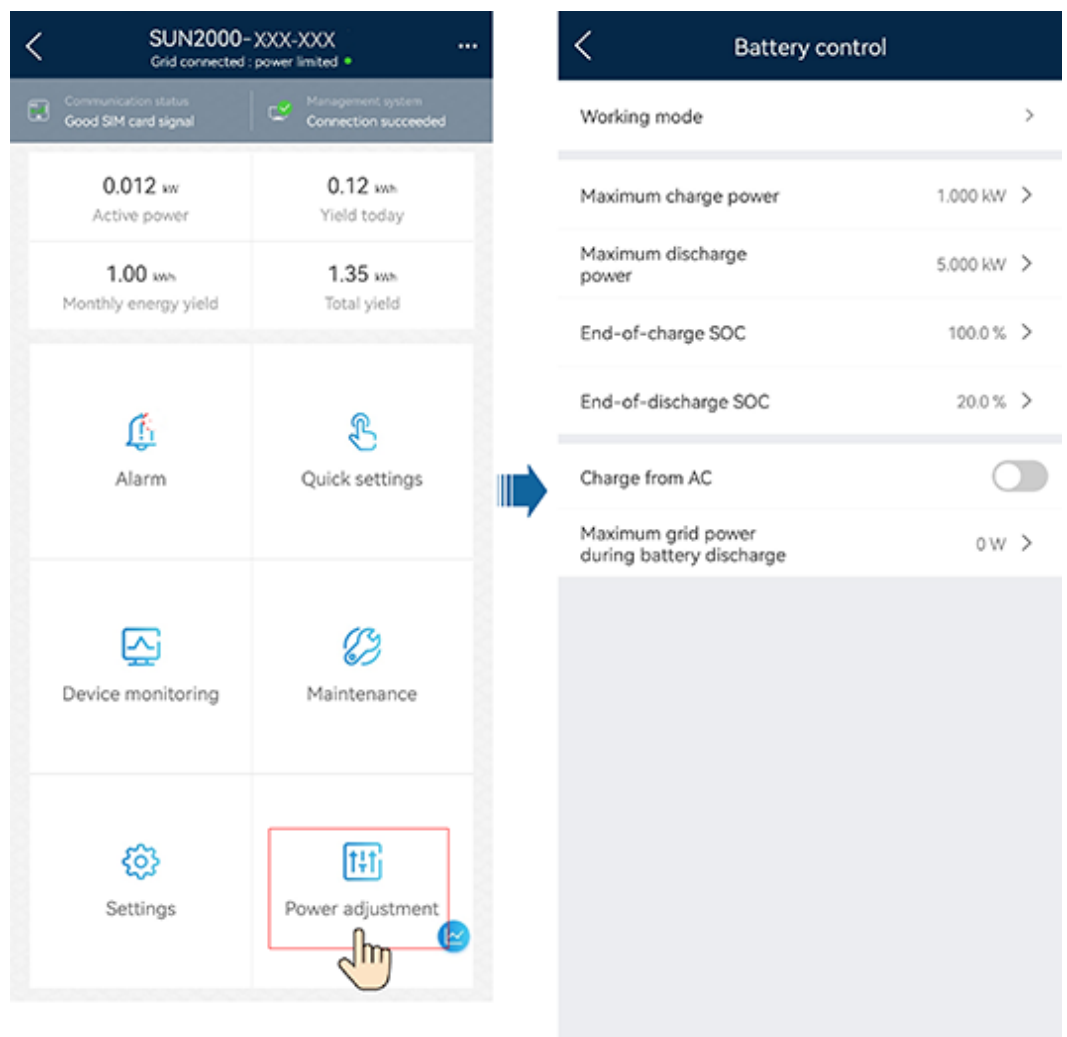 SUN2000-XXX-XXX
...
Grid connected : power limited
Communication status
Good SIM card signal
Management system
Connection succeeded
0.012 kW
Active power
0.12 kWh
Yield today
1.00 kWh
Monthly energy yield
1.35 kWh
Total yield
Alarm
Quick settings
Device monitoring
Maintenance
Settings
Power adjustment
Battery control
Working mode
Maximum charge power 1.000 kW
Maximum discharge
power
5.000 kW
End-of-charge SOC 100.0 %
End-of-discharge SOC 20.0 %
Charge from AC
Maximum grid power
during battery discharge
0 W